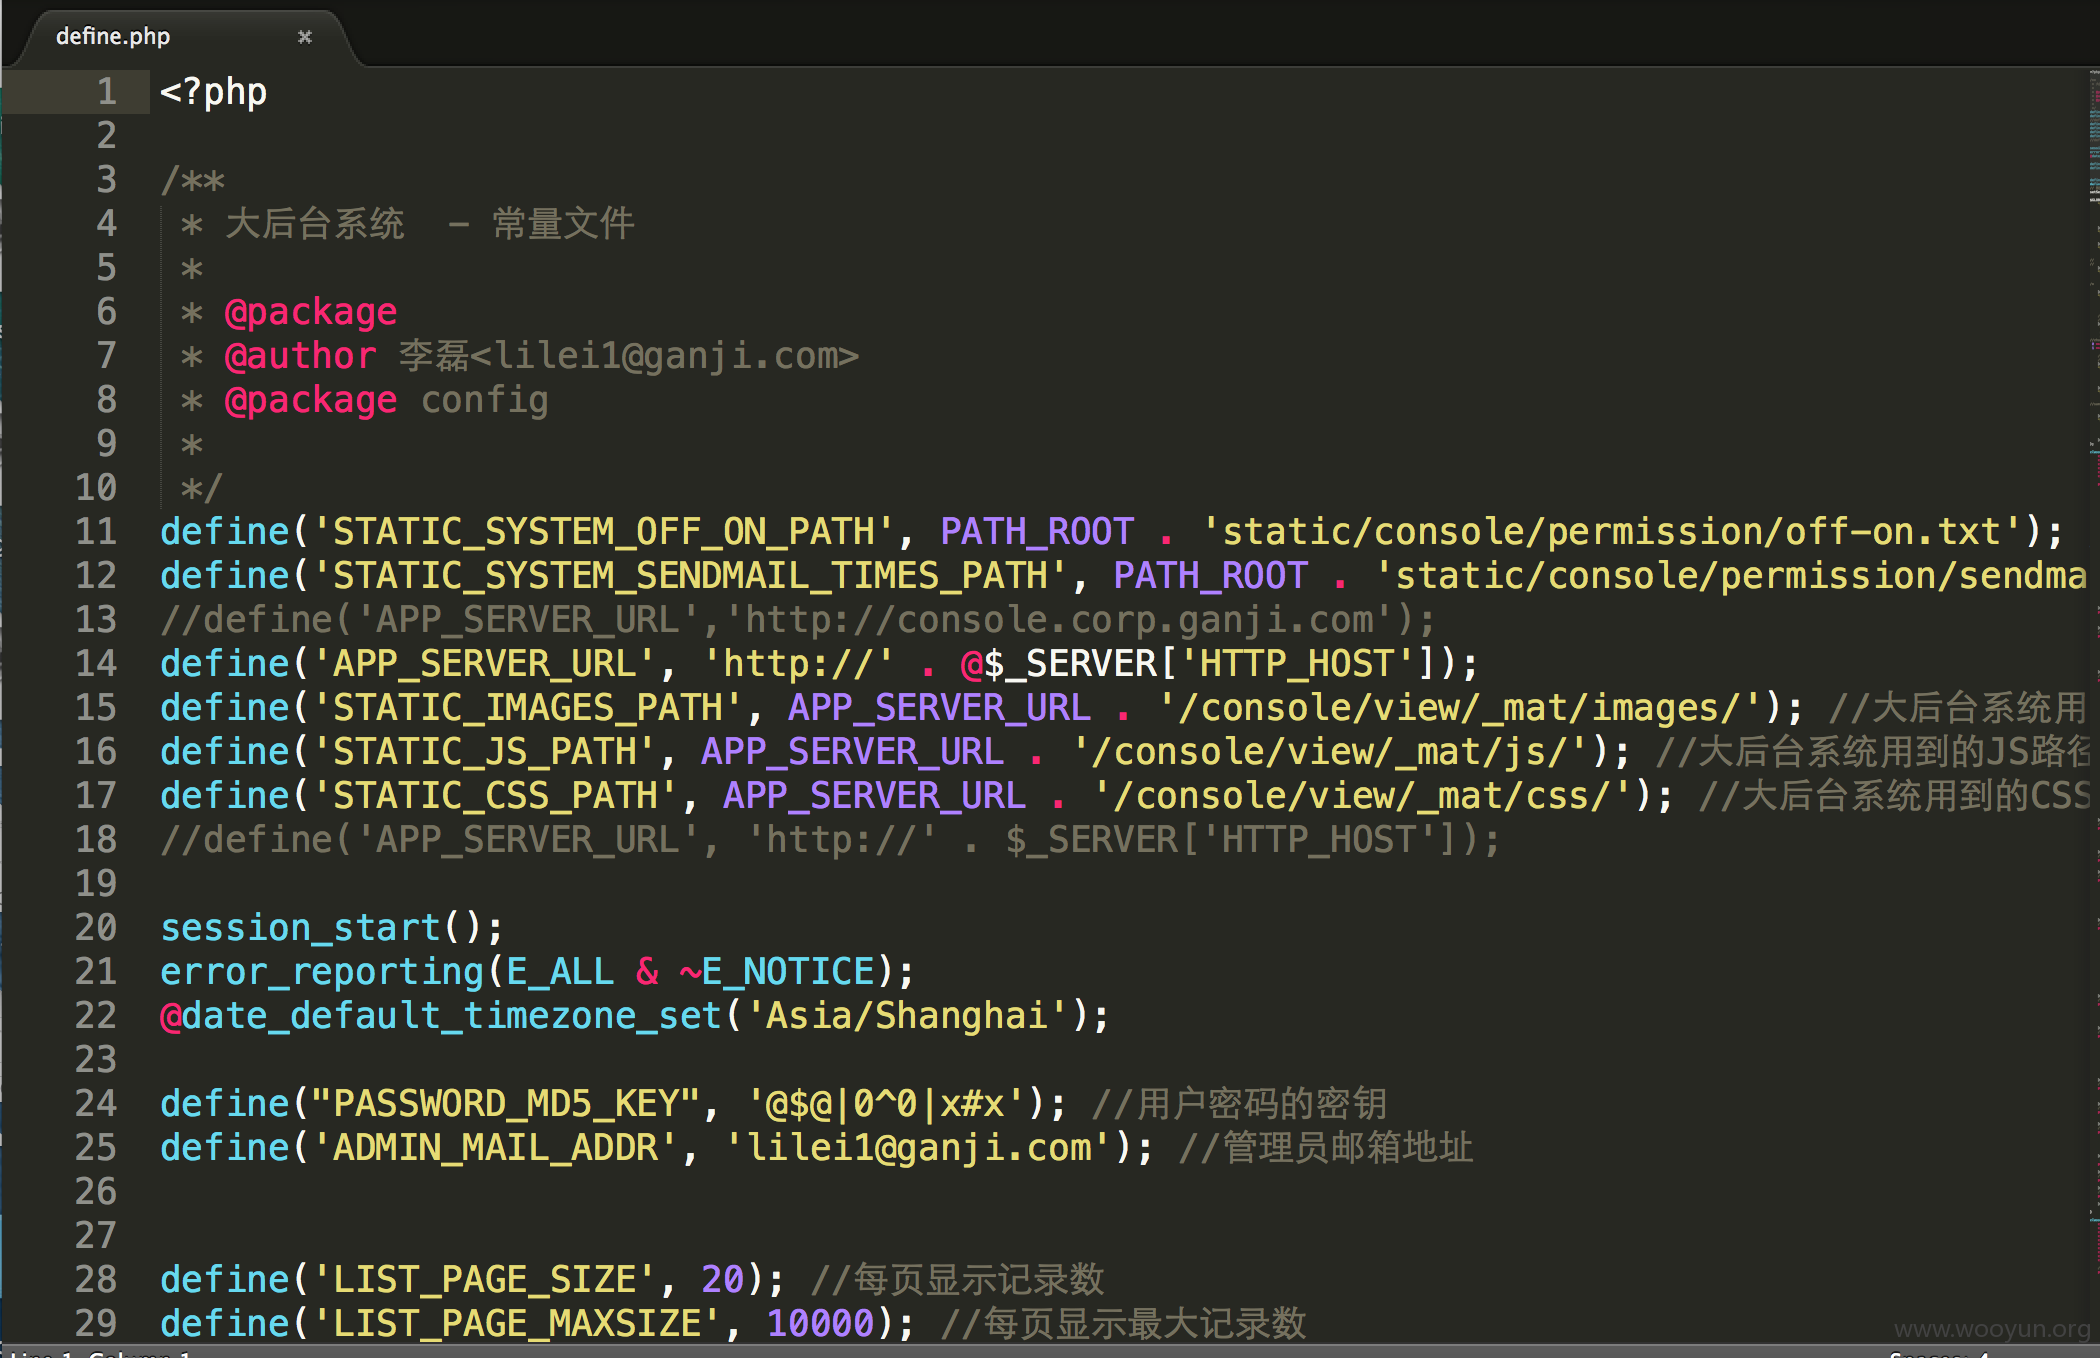 define.php
1 <?php
2
3 /**
4  * 大后台系统  - 常量文件
5  *
6  * @package
7  * @author 李磊<lilei1@ganji.com>
8  * @package config
9  *
10  */
11 define('STATIC_SYSTEM_OFF_ON_PATH', PATH_ROOT . 'static/console/permission/off-on.txt');
12 define('STATIC_SYSTEM_SENDMAIL_TIMES_PATH', PATH_ROOT . 'static/console/permission/sendma
13 //define('APP_SERVER_URL','http://console.corp.ganji.com');
14 define('APP_SERVER_URL', 'http://' . @$_SERVER['HTTP_HOST']);
15 define('STATIC_IMAGES_PATH', APP_SERVER_URL . '/console/view/_mat/images/'); //大后台系统用
16 define('STATIC_JS_PATH', APP_SERVER_URL . '/console/view/_mat/js/'); //大后台系统用到的JS路径
17 define('STATIC_CSS_PATH', APP_SERVER_URL . '/console/view/_mat/css/'); //大后台系统用到的CSS
18 //define('APP_SERVER_URL', 'http://' . $_SERVER['HTTP_HOST']);
19
20 session_start();
21 error_reporting(E_ALL & ~E_NOTICE);
22 @date_default_timezone_set('Asia/Shanghai');
23
24 define("PASSWORD_MD5_KEY", '@$@|0^0|x#x'); //用户密码的密钥
25 define('ADMIN_MAIL_ADDR', 'lilei1@ganji.com'); //管理员邮箱地址
26
27
28 define('LIST_PAGE_SIZE', 20); //每页显示记录数
29 define('LIST_PAGE_MAXSIZE', 10000); //每页显示最大记录数
www.wooyun.org